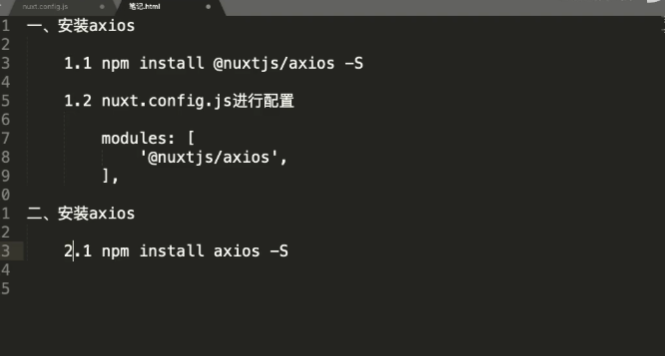 nuxt.config.js
笔记.html
1 一、安装axios
2
3 1.1 npm install @nuxtjs/axios -S
4
5 1.2 nuxt.config.js进行配置
6
7 modules: [
8 '@nuxtjs/axios',
9 ],
0
1 二、安装axios
2
3 2.1 npm install axios -S
4
5